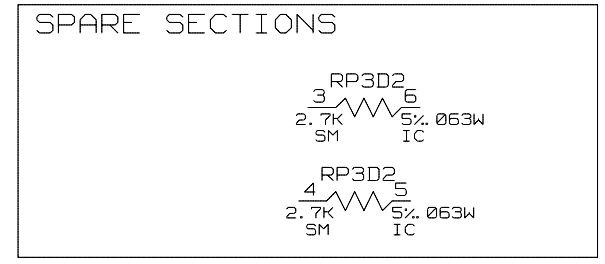 SPARE SECTIONS
RP3D2
3 6
2.7K 5% .063W
SM IC
RP3D2
4 5
2.7K 5% .063W
SM IC